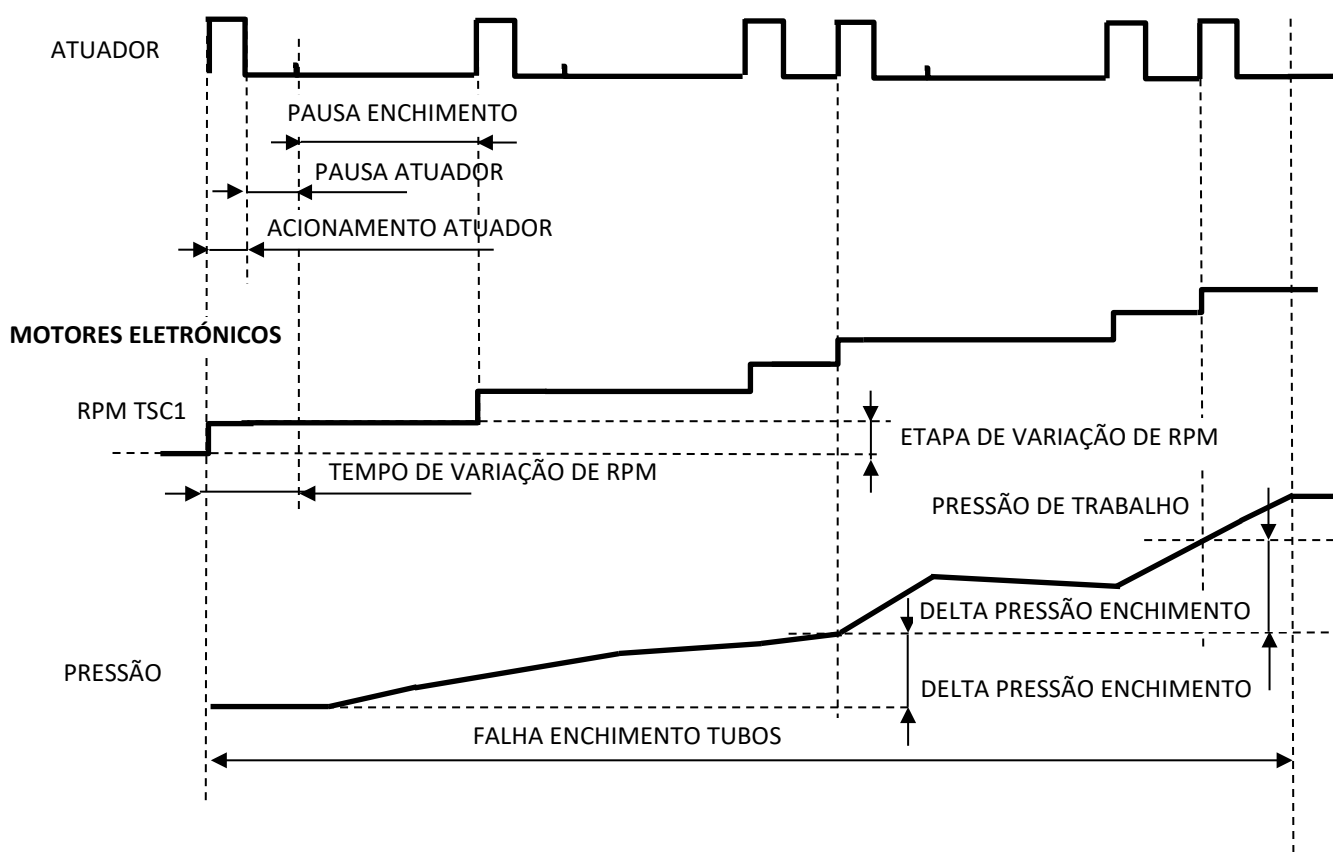 ATUADOR
PAUSA ENCHIMENTO
PAUSA ATUADOR
ACIONAMENTO ATUADOR
MOTORES ELETRÓNICOS
RPM TSC1
ETAPA DE VARIAÇÃO DE RPM
TEMPO DE VARIAÇÃO DE RPM
PRESSÃO DE TRABALHO
DELTA PRESSÃO ENCHIMENTO
PRESSÃO
DELTA PRESSÃO ENCHIMENTO
FALHA ENCHIMENTO TUBOS